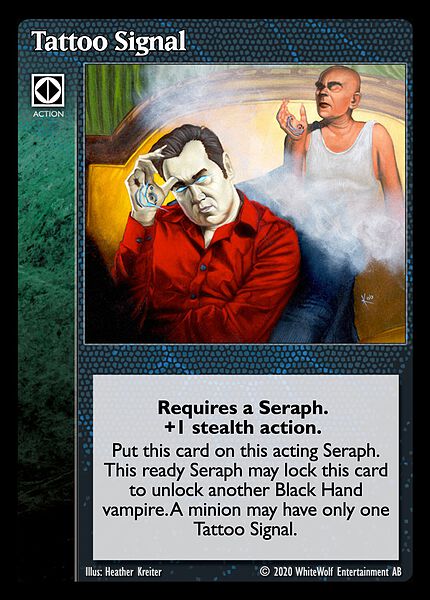 Tattoo Signal
ACTION
Requires a Seraph.
+1 stealth action.
Put this card on this acting Seraph.
This ready Seraph may lock this card
to unlock another Black Hand
vampire. A minion may have only one
Tattoo Signal.
Illus: Heather Kreiter
© 2020 WhiteWolf Entertainment AB